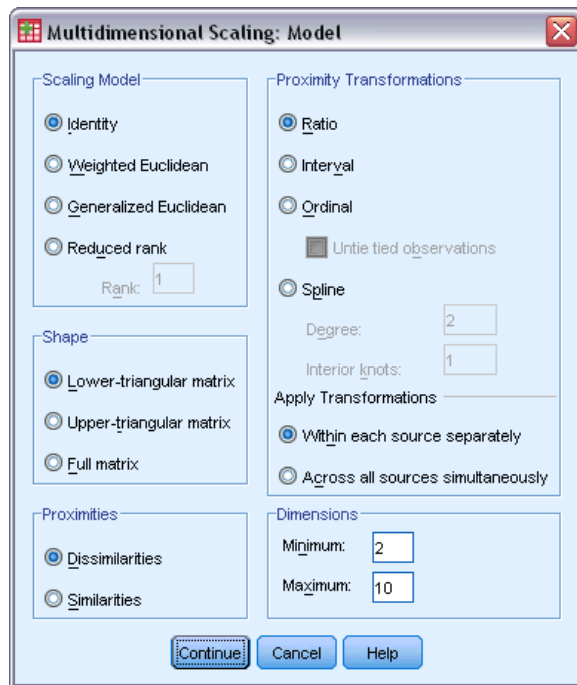 Multidimensional Scaling: Model
Scaling Model
Identity
Weighted Euclidean
Generalized Euclidean
Reduced rank
Rank: 1
Shape
Lower-triangular matrix
Upper-triangular matrix
Full matrix
Proximities
Dissimilarities
Similarities
Proximity Transformations
Ratio
Interval
Ordinal
Untie tied observations
Spline
Degree: 2
Interior knots: 1
Apply Transformations
Within each source separately
Across all sources simultaneously
Dimensions
Minimum: 2
Maximum: 10
Continue Cancel Help